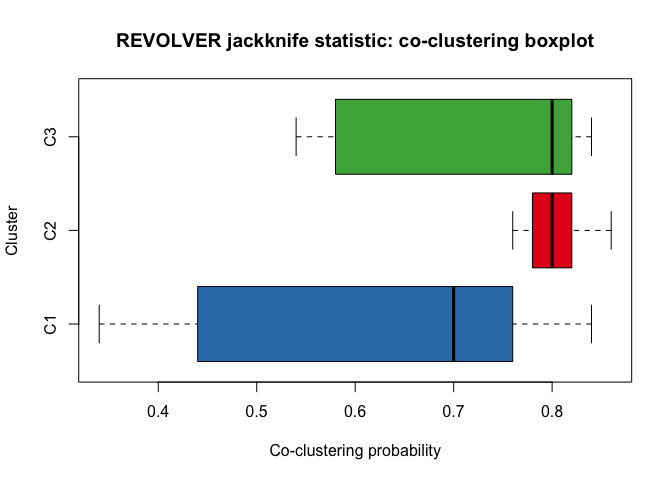 REVOLVER jackknife statistic: co-clustering boxplot
Cluster
C3
C2
C1
0.4 0.5 0.6 0.7 0.8
Co-clustering probability